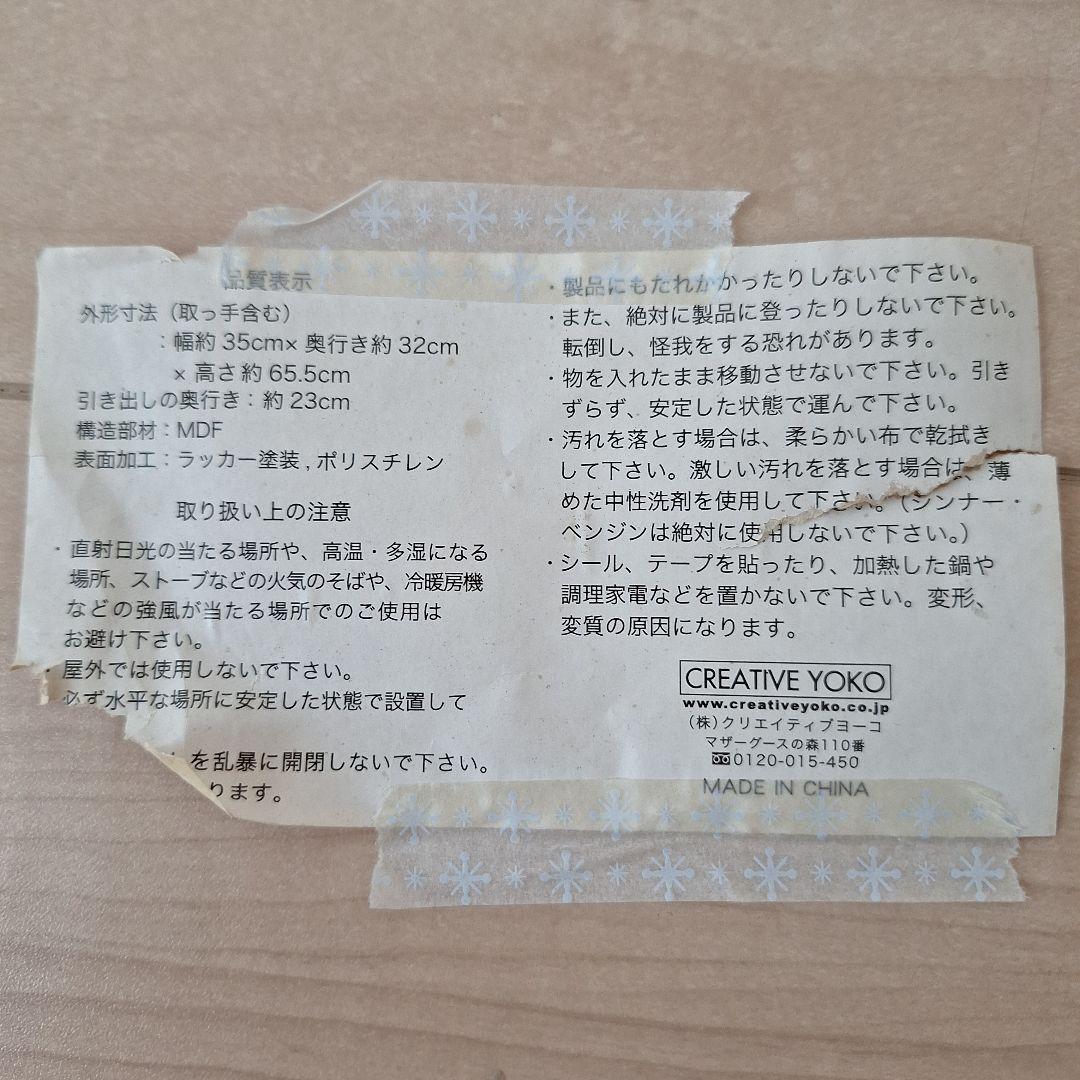 品質表示
外形寸法（取っ手含む）
：幅約 35cm× 奥行き約 32cm
× 高さ約 65.5cm
引き出しの奥行き：約 23cm
構造部材：MDF
表面加工：ラッカー塗装 , ポリスチレン
取り扱い上の注意
・直射日光の当たる場所や、高温・多湿になる
場所、ストーブなどの火気のそばや、冷暖房機
などの強風が当たる場所でのご使用は
お避け下さい。
・屋外では使用しないで下さい。
必ず水平な場所に安定した状態で設置して
を乱暴に開閉しないで下さい。
ります。
・製品にもたれかかったりしないで下さい。
・また、絶対に製品に登ったりしないで下さい。
転倒し、怪我をする恐れがあります。
・物を入れたまま移動させないで下さい。引き
ずらず、安定した状態で運んで下さい。
・汚れを落とす場合は、柔らかい布で乾拭き
して下さい。激しい汚れを落とす場合は、薄
めた中性洗剤を使用して下さい。（シンナー・
ベンジンは絶対に使用しないで下さい。）
・シール、テープを貼ったり、加熱した鍋や
調理家電などを置かないで下さい。変形、
変質の原因になります。
CREATIVE YOKO
www.creativeyoko.co.jp
（株）クリエイティブヨーコ
マザーグースの森110番
0120-015-450
MADE IN CHINA